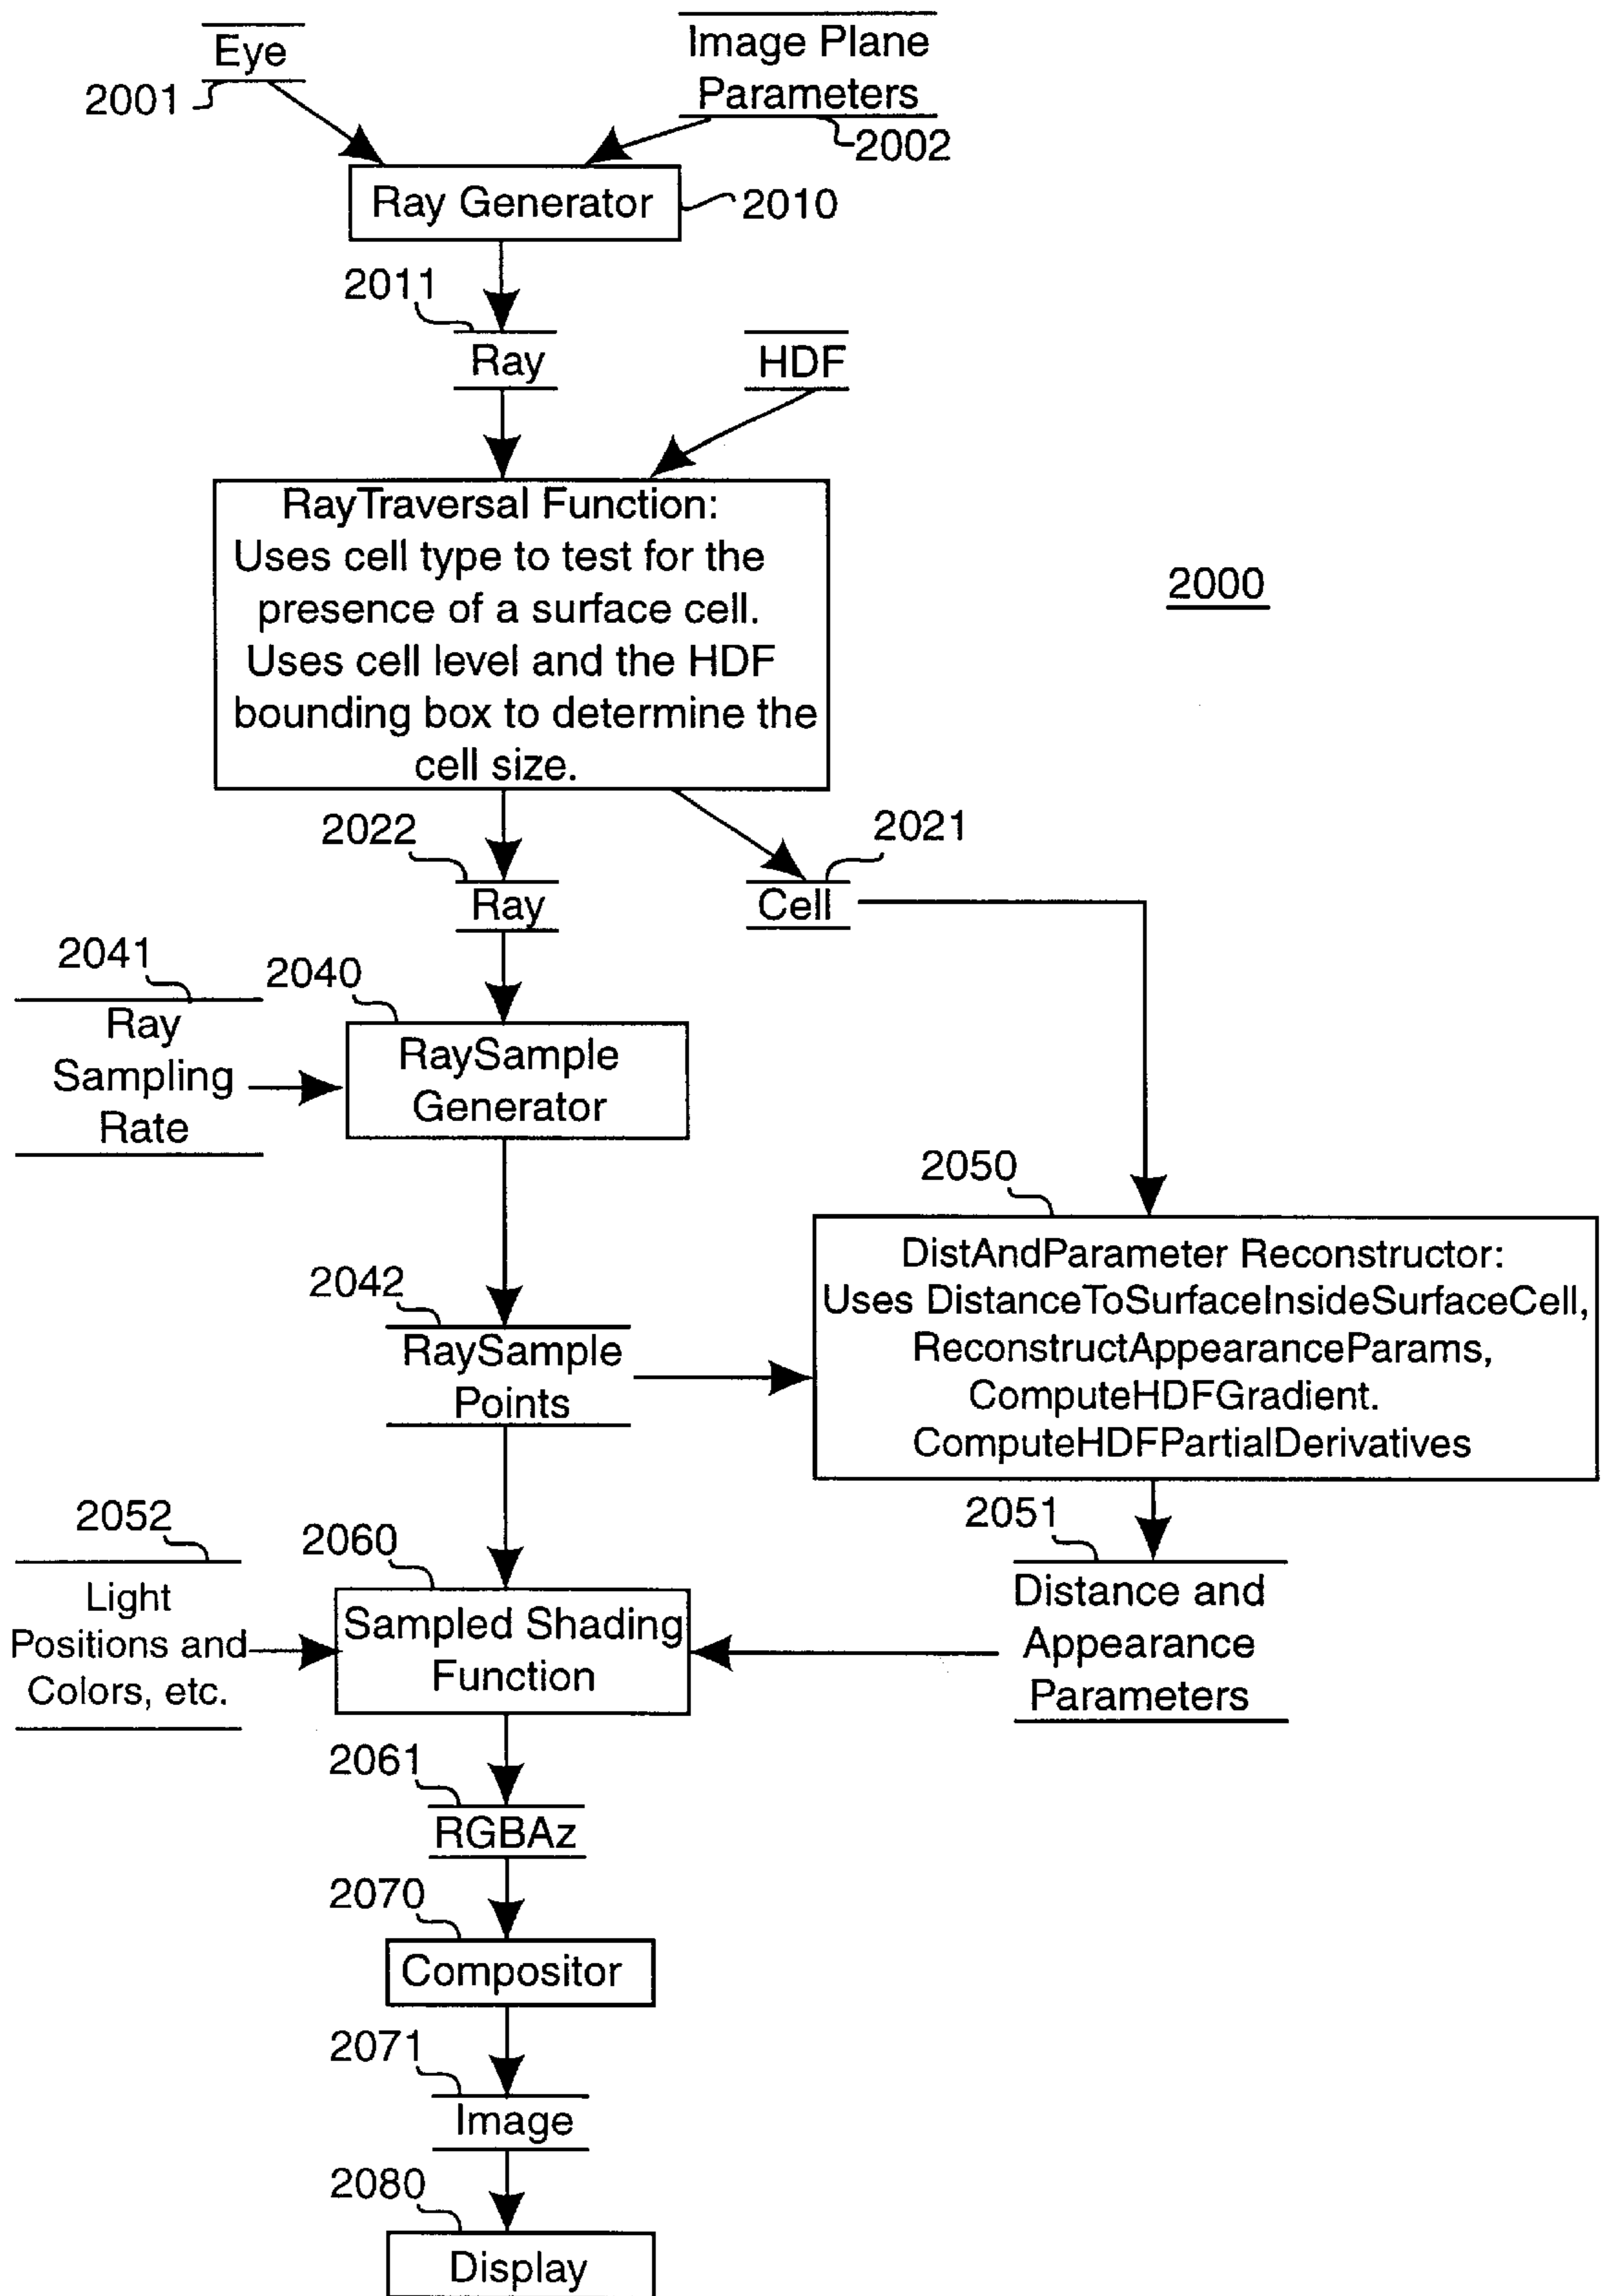 Eye
2001
Image Plane
Parameters
2002
Ray Generator
2010
2011
Ray
HDF
RayTraversal Function:
Uses cell type to test for the
presence of a surface cell.
Uses cell level and the HDF
bounding box to determine the
cell size.
2000
2022
Ray
2021
Cell
2041
Ray
Sampling
Rate
2040
RaySample
Generator
2050
DistAndParameter Reconstructor:
Uses DistanceToSurfaceInsideSurfaceCell,
ReconstructAppearanceParams,
ComputeHDFGradient.
ComputeHDFPartialDerivatives
2042
RaySample
Points
2052
Light
Positions and
Colors, etc.
2060
Sampled Shading
Function
2051
Distance and
Appearance
Parameters
2061
RGBAz
2070
Compositor
2071
Image
2080
Display